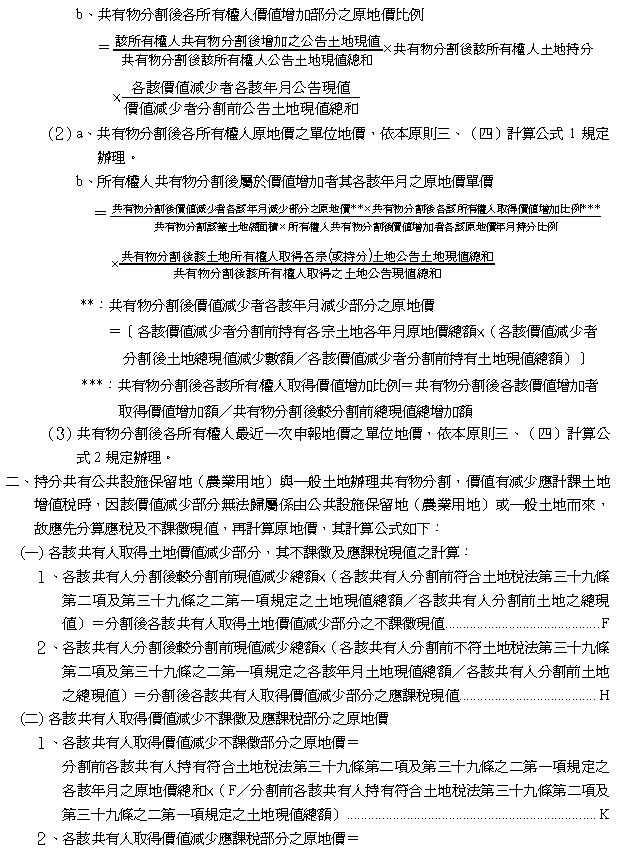 b、共有物分割後各所有權人價值增加部分之原地價比例
＝ 該所有權人共有物分割後增加之公告土地現值
共有物分割後該所有權人公告土地現值總和 ×共有物分割後該所有權人土地持分
× 各該價值減少者各該年月公告現值
價值減少者分割前公告土地現值總和
(２) a、共有物分割後各所有權人原地價之單位地價，依本原則三、（四）計算公式 1 規定
辦理。
b、所有權人共有物分割後屬於價值增加者其各該年月之原地價單價
＝ 共有物分割後價值減少者各該年月減少部分之原地價**×共有物分割後各該所有權人取得價值增加比例***
共有物分割該筆土地總面積×所有權人共有物分割後價值增加者各該原地價年月持分比例
× 共有物分割後該土地所有權人取得各宗(或持分)土地公告土地現值總和
共有物分割後該所有權人取得之土地公告現值總和
**：共有物分割後價值減少者各該年月減少部分之原地價
＝〔各該價值減少者分割前持有各宗土地各年月原地價總額x（各該價值減少者
分割後土地總現值減少數額／各該價值減少者分割前持有土地現值總額）〕
***：共有物分割後各該所有權人取得價值增加比例＝共有物分割後各該價值增加者
取得價值增加額／共有物分割後較分割前總現值總增加額
(３) 共有物分割後各所有權人最近一次申報地價之單位地價，依本原則三、（四）計算公
式 2 規定辦理。
二、持分共有公共設施保留地（農業用地）與一般土地辦理共有物分割，價值有減少應計課土地
增值稅時，因該價值減少部分無法歸屬係由公共設施保留地（農業用地）或一般土地而來，
故應先分算應稅及不課徵現值，再計算原地價，其計算公式如下：
(一) 各該共有人取得土地價值減少部分，其不課徵及應課稅現值之計算：
１、各該共有人分割後較分割前現值減少總額x（各該共有人分割前符合土地稅法第三十九條
第二項及第三十九條之二第一項規定之土地現值總額／各該共有人分割前土地之總現
值）＝分割後各該共有人取得土地價值減少部分之不課徵現值..........................................F
２、各該共有人分割後較分割前現值減少總額x（各該共有人分割前不符土地稅法第三十九條
第二項及第三十九條之二第一項規定之各該年月土地現值總額／各該共有人分割前土地
之總現值）＝分割後各該共有人取得價值減少部分之應課稅現值..................................... H
(二) 各該共有人取得價值減少不課徵及應課稅部分之原地價
１、各該共有人取得價值減少不課徵部分之原地價＝
分割前各該共有人持有符合土地稅法第三十九條第二項及第三十九條之二第一項規定之
各該年月之原地價總和x（F／分割前各該共有人持有符合土地稅法第三十九條第二項及
第三十九條之二第一項規定之土地現值總額）.................................................................... K
２、各該共有人取得價值減少應課稅部分之原地價＝